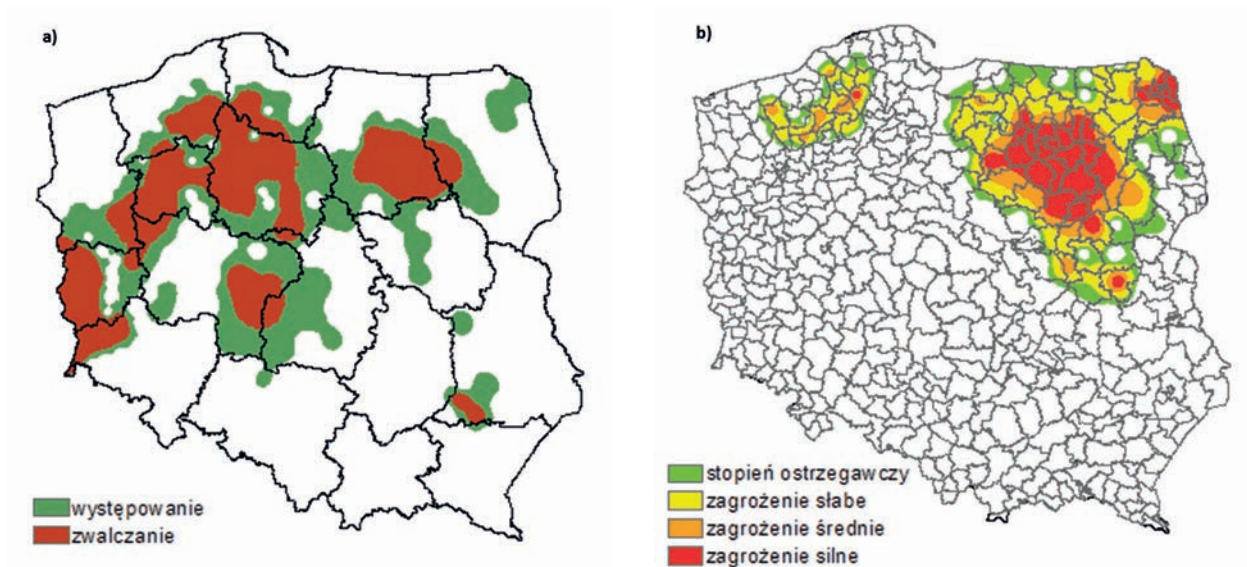 a)
występowanie
zwalczanie
b)
stopień ostrzegawczy
zagrożenie słabe
zagrożenie średnie
zagrożenie silne